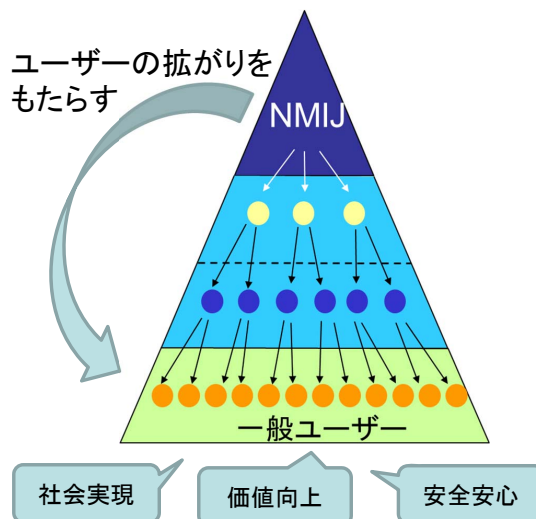 ユーザーの拡がりを
もたらす
NMIJ
一般ユーザー
社会実現
価値向上
安全安心